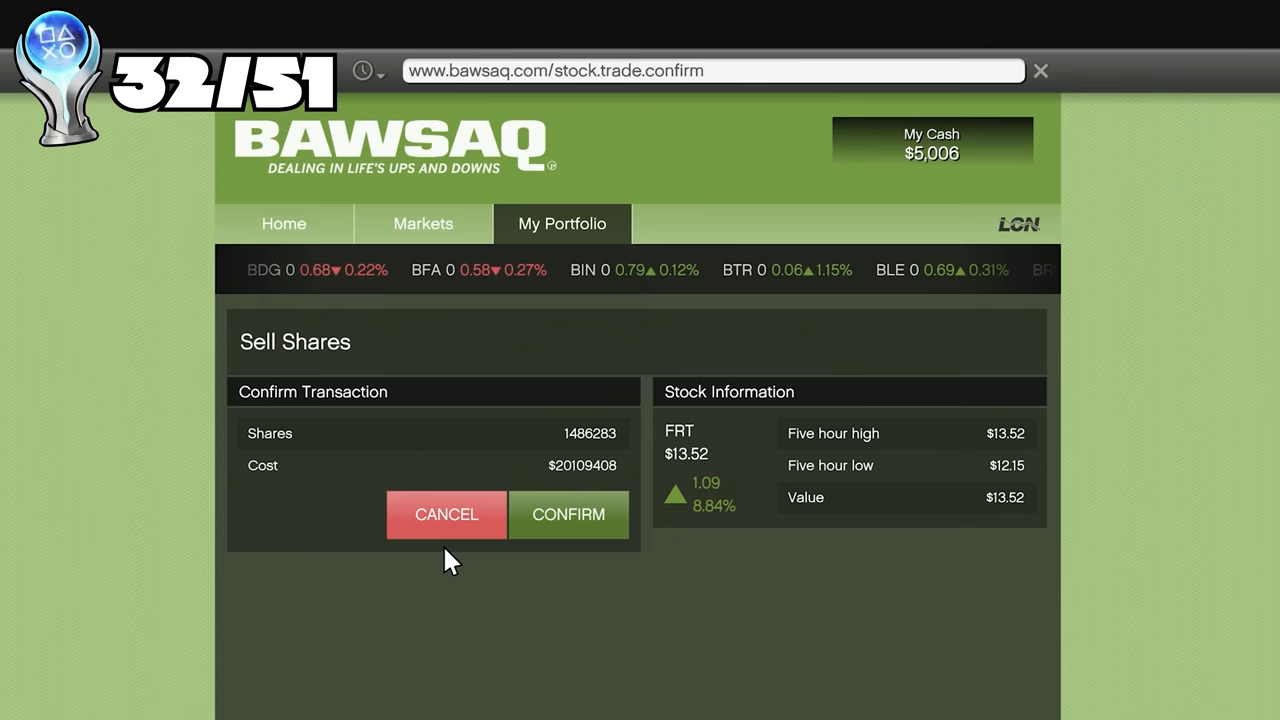 32/51
www.bawsaq.com/stock.trade.confirm
BAWSAQ
DEALING IN LIFE'S UPS AND DOWNS
My Cash
$5,006
Home Markets My Portfolio LCN
BDG 0 0.68▼0.22% BFA 0 0.58▼0.27% BIN 0 0.79▲0.12% BTR 0 0.06▲1.15% BLE 0 0.69▲0.31%
Sell Shares
Confirm Transaction
Shares 1486283
Cost $20109408
CANCEL CONFIRM
Stock Information
FRT
$13.52
▲ 1.09
8.84%
Five hour high $13.52
Five hour low $12.15
Value $13.52